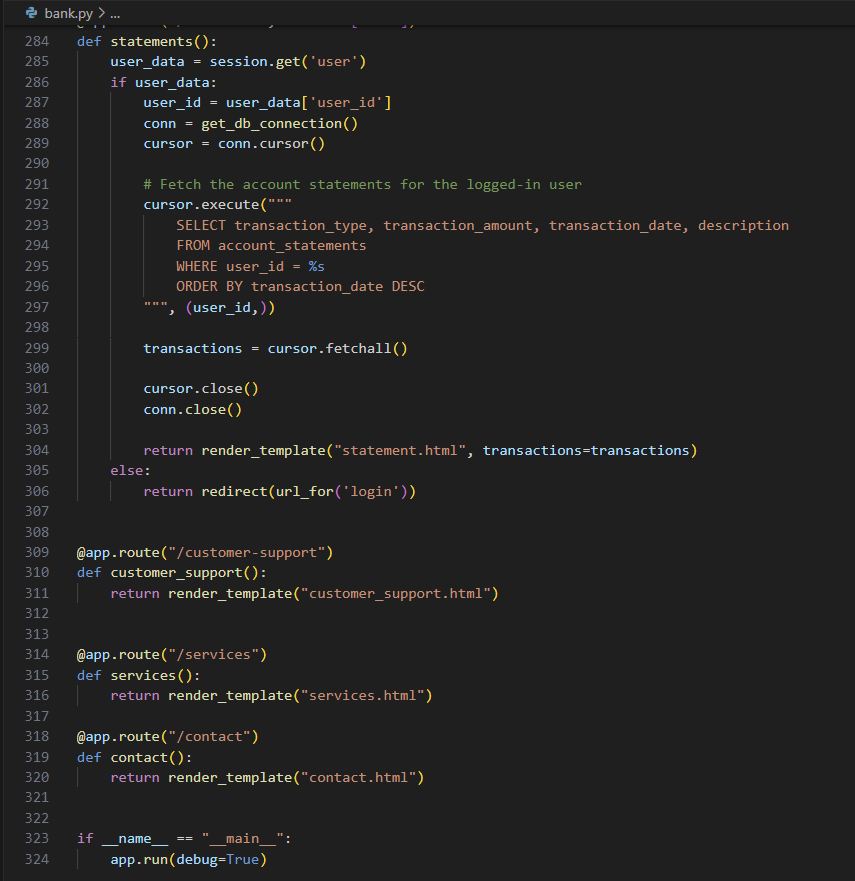 bank.py > ...
284 def statements():
285     user_data = session.get('user')
286     if user_data:
287         user_id = user_data['user_id']
288         conn = get_db_connection()
289         cursor = conn.cursor()
290
291         # Fetch the account statements for the logged-in user
292         cursor.execute("""
293             SELECT transaction_type, transaction_amount, transaction_date, description
294             FROM account_statements
295             WHERE user_id = %s
296             ORDER BY transaction_date DESC
297         """, (user_id,))
298
299         transactions = cursor.fetchall()
300
301         cursor.close()
302         conn.close()
303
304         return render_template("statement.html", transactions=transactions)
305     else:
306         return redirect(url_for('login'))
307
308
309 @app.route("/customer-support")
310 def customer_support():
311     return render_template("customer_support.html")
312
313
314 @app.route("/services")
315 def services():
316     return render_template("services.html")
317
318 @app.route("/contact")
319 def contact():
320     return render_template("contact.html")
321
322
323 if __name__ == "__main__":
324     app.run(debug=True)